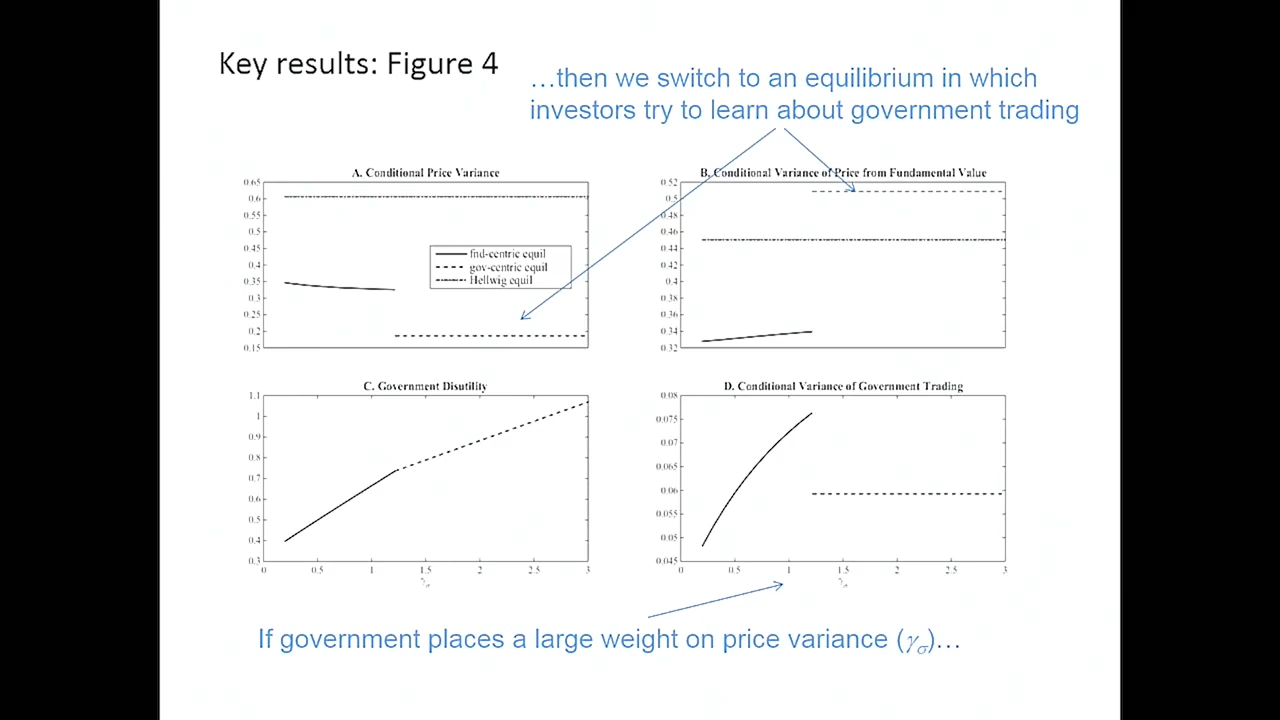 Key results: Figure 4
…then we switch to an equilibrium in which
investors try to learn about government trading
A. Conditional Price Variance
0.65
0.6
0.55
0.5
0.45
0.4
0.35
0.3
0.25
0.2
0.15
fnd-centric equil
gov-centric equil
Hellwig equil
B. Conditional Variance of Price from Fundamental Value
0.52
0.5
0.48
0.46
0.44
0.42
0.4
0.38
0.36
0.34
0.32
C. Government Disutility
1.1
1
0.9
0.8
0.7
0.6
0.5
0.4
0.3
0 0.5 1 1.5 2 2.5 3
γσ
D. Conditional Variance of Government Trading
0.08
0.075
0.07
0.065
0.06
0.055
0.05
0.045
0 0.5 1 1.5 2 2.5 3
γσ
If government places a large weight on price variance (γσ)…